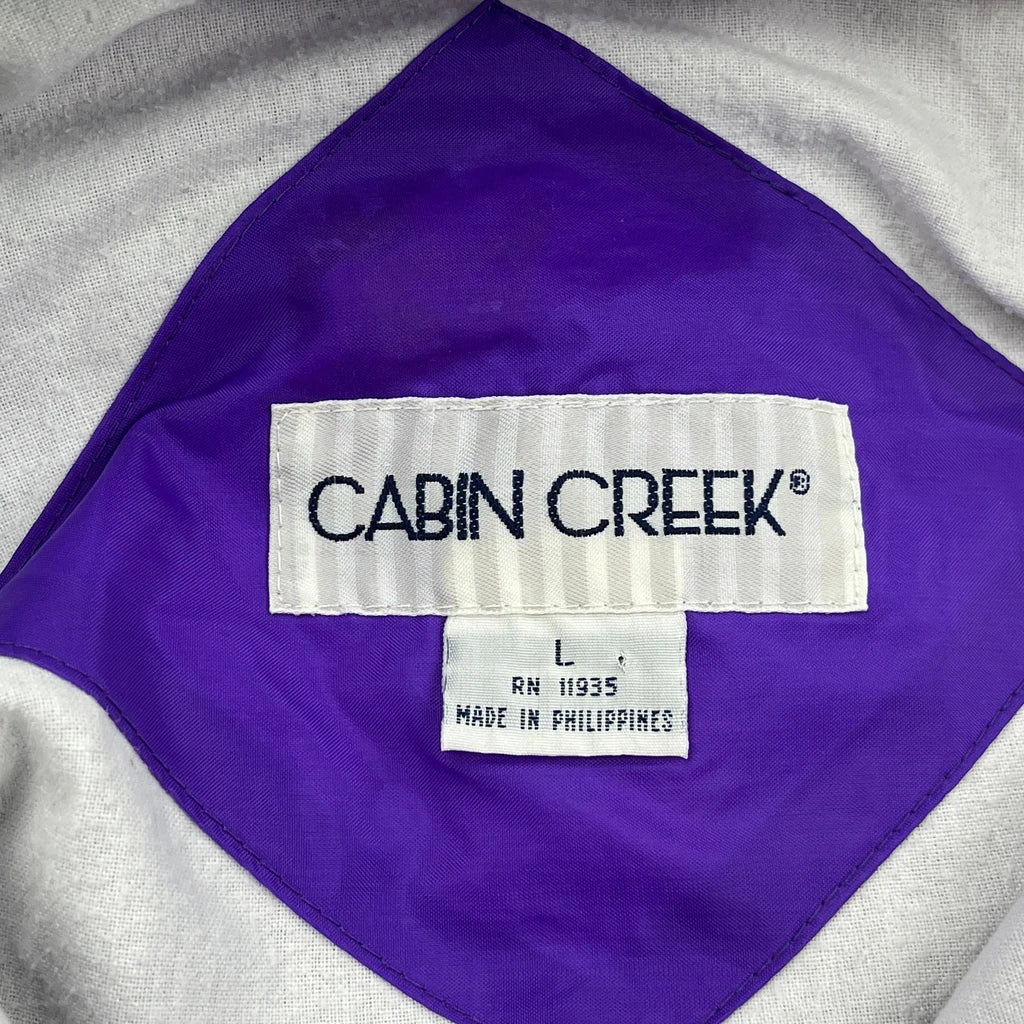 CABIN CREEK®
L
RN 11935
MADE IN PHILIPPINES